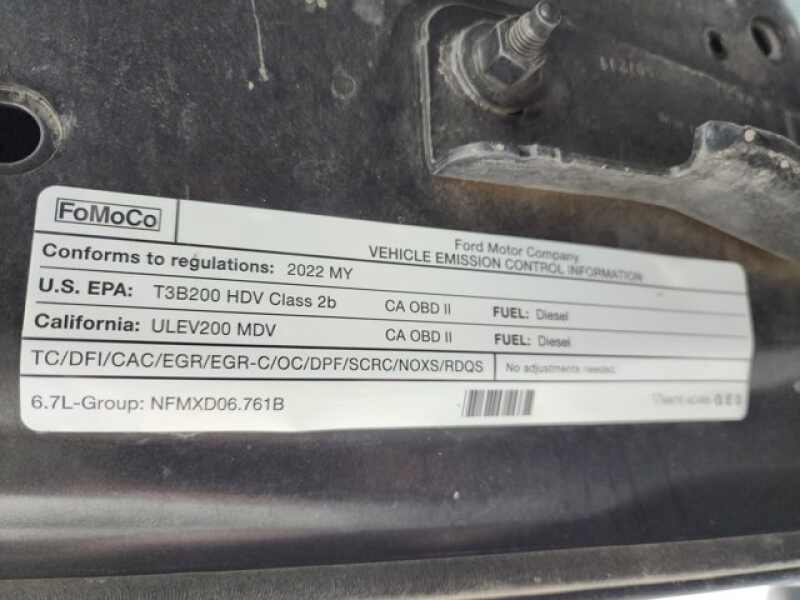 FoMoCo
Ford Motor Company
VEHICLE EMISSION CONTROL INFORMATION
Conforms to regulations: 2022 MY
U.S. EPA: T3B200 HDV Class 2b CA OBD II FUEL: Diesel
California: ULEV200 MDV CA OBD II FUEL: Diesel
TC/DFI/CAC/EGR/EGR-C/OC/DPF/SCRC/NOXS/RDQS No adjustments needed.
6.7L-Group: NFMXD06.761B